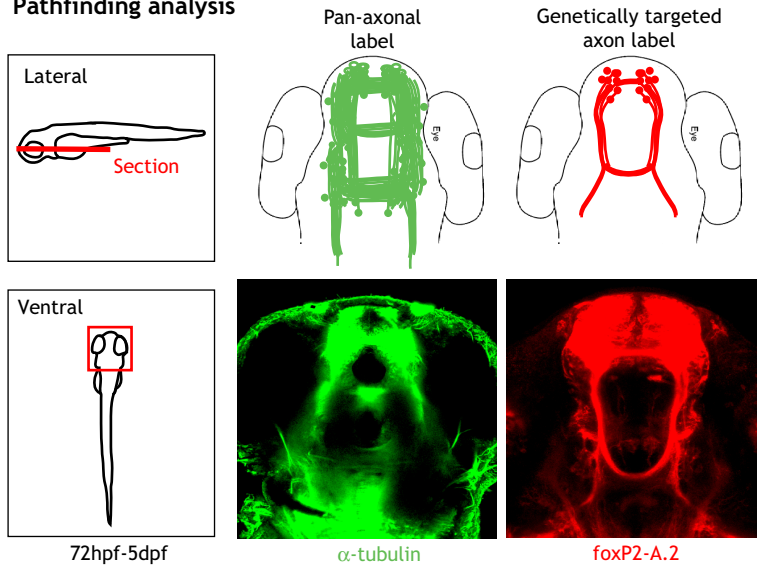 Pathfinding analysis
Pan-axonal
label
Genetically targeted
axon label
Lateral
Section
Eye
Eye
Ventral
72hpf-5dpf
α-tubulin
foxP2-A.2